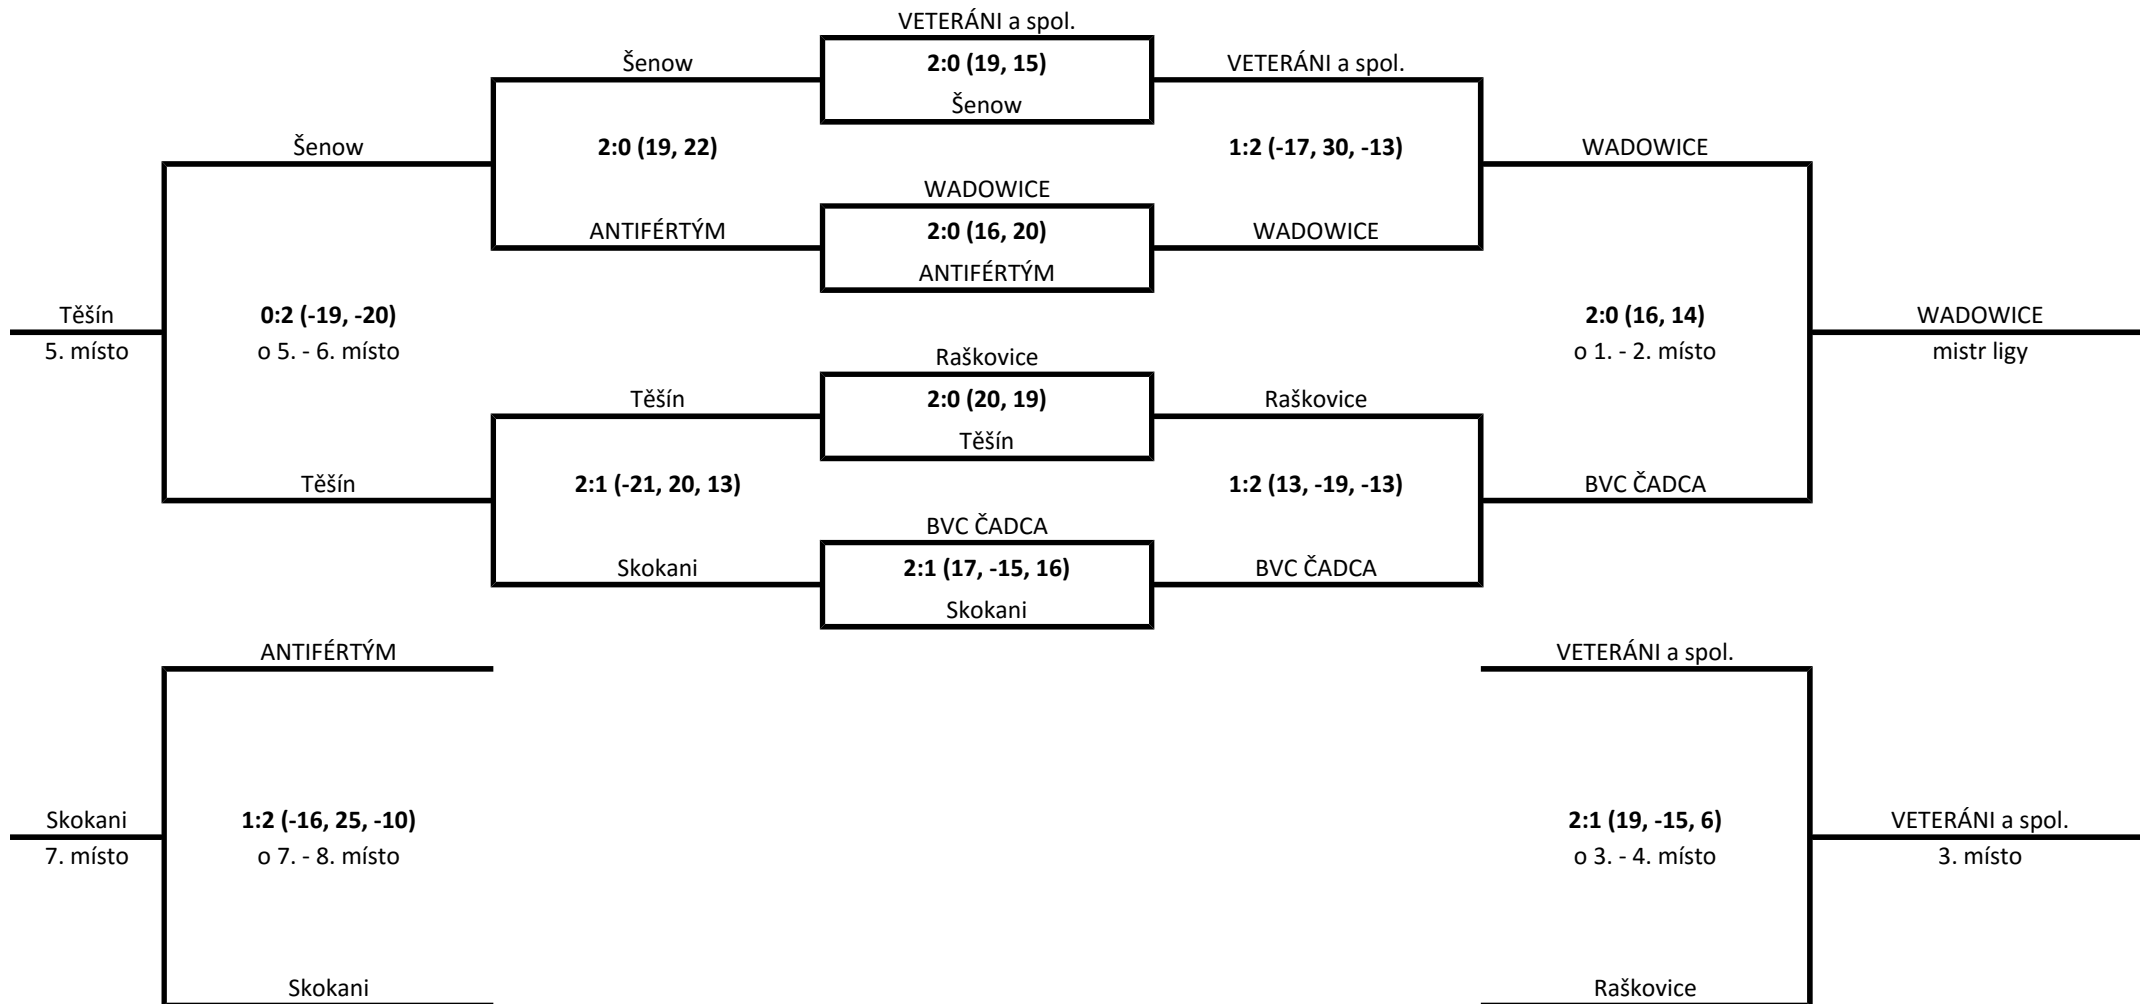 VETERÁNI a spol.
Šenow
2:0 (19, 15)
VETERÁNI a spol.
Šenow
Šenow
2:0 (19, 22)
1:2 (-17, 30, -13)
WADOWICE
WADOWICE
ANTIFÉRTÝM
2:0 (16, 20)
WADOWICE
ANTIFÉRTÝM
Těšín
0:2 (-19, -20)
2:0 (16, 14)
WADOWICE
5. místo
o 5. - 6. místo
o 1. - 2. místo
mistr ligy
Raškovice
Těšín
2:0 (20, 19)
Raškovice
Těšín
Těšín
2:1 (-21, 20, 13)
1:2 (13, -19, -13)
BVC ČADCA
BVC ČADCA
Skokani
2:1 (17, -15, 16)
BVC ČADCA
Skokani
ANTIFÉRTÝM
VETERÁNI a spol.
Skokani
1:2 (-16, 25, -10)
2:1 (19, -15, 6)
VETERÁNI a spol.
7. místo
o 7. - 8. místo
o 3. - 4. místo
3. místo
Skokani
Raškovice